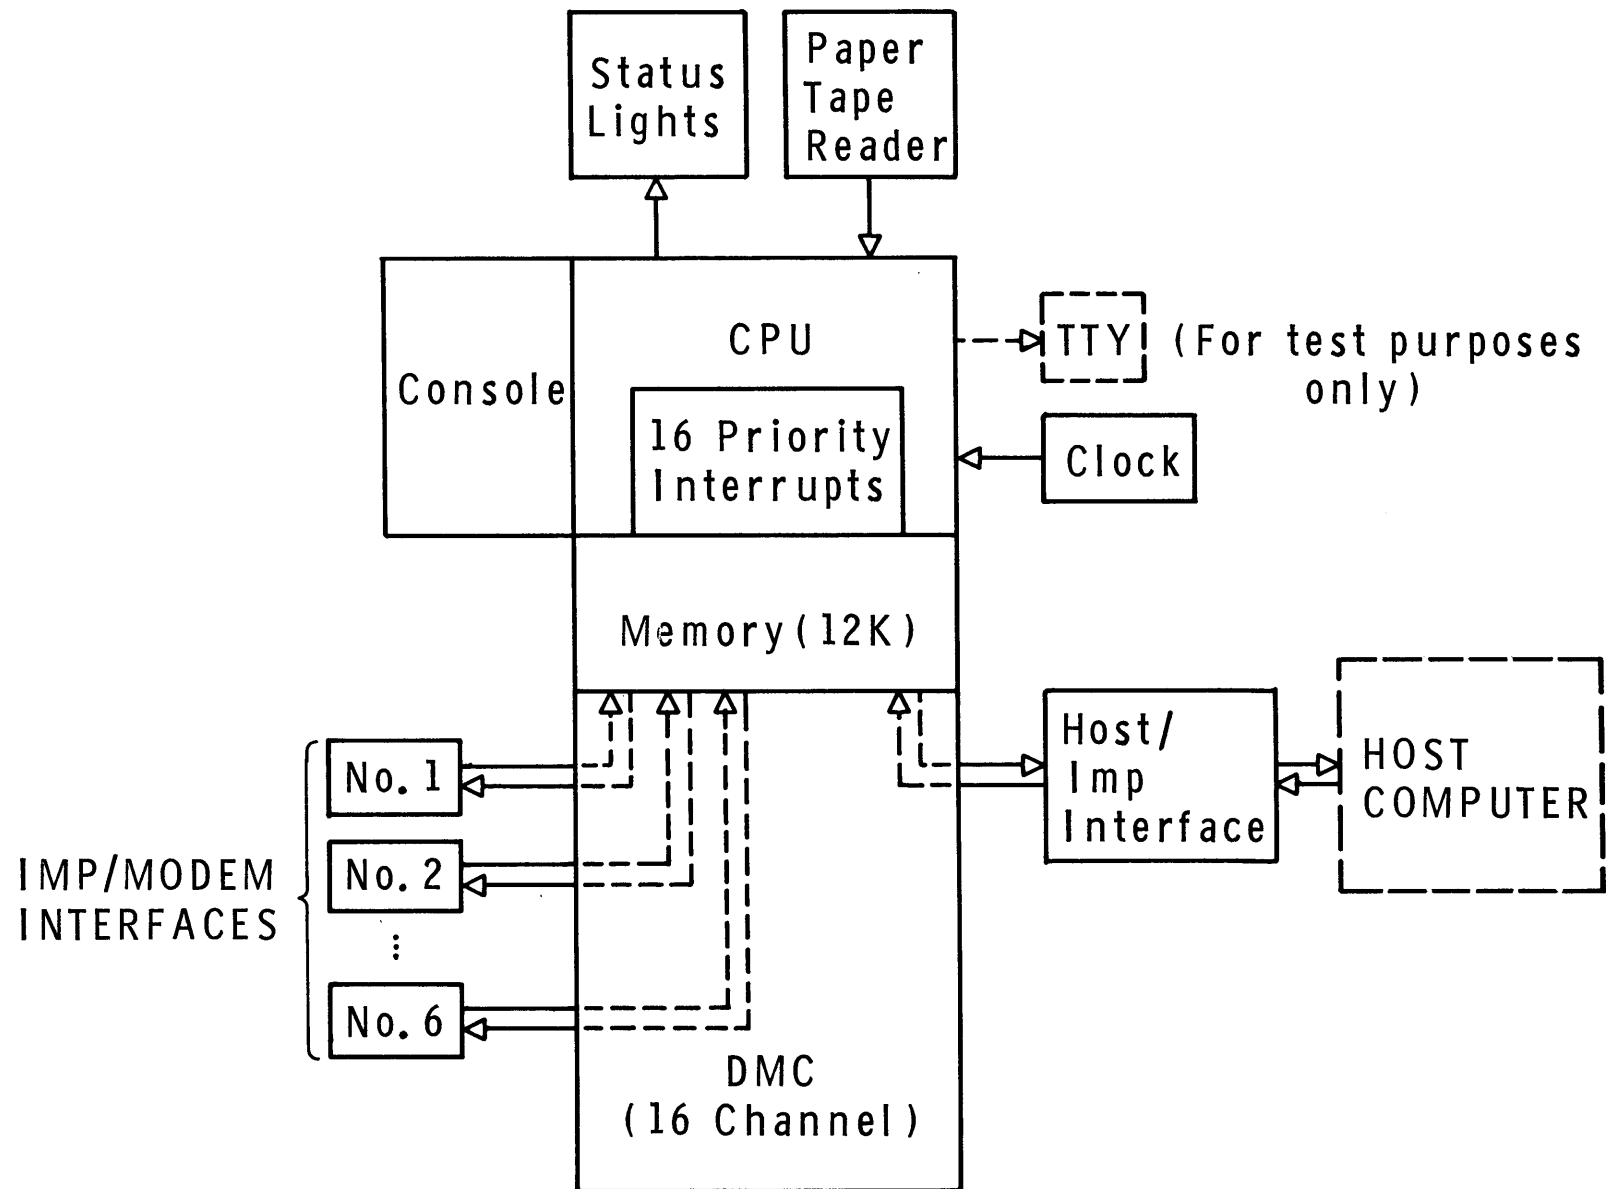 Status
Lights
Paper
Tape
Reader
Console
CPU
16 Priority
Interrupts
TTY
(For test purposes
only)
Clock
Memory (12K)
IMP/MODEM
INTERFACES
No. 1
No. 2
⋮
No. 6
Host/
Imp
Interface
HOST
COMPUTER
DMC
(16 Channel)